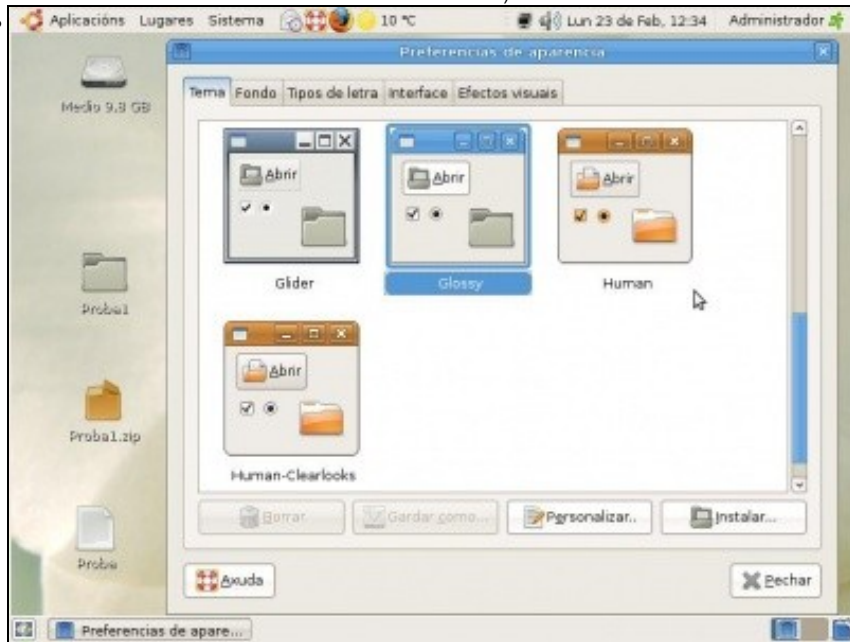 Aplicacións Lugares Sistema 10 °C Lun 23 de Feb, 12:34 Administrador
Preferencias de aparencia
Medio 9.8 GB
Tema Fondo Tipos de letra Interface Efectos visuais
Abrir Abrir Abrir
Glider Glossy Human
Proba1
Abrir
Proba1.zip
Human-Clearlooks
Borrar Gardar como... Personalizar... Instalar...
Proba
Axuda Pechar
Preferencias de apare...